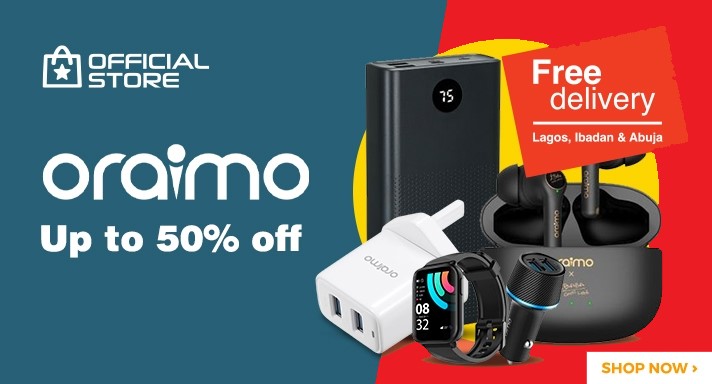 OFFICIAL
STORE
oraimo
Up to 50% off
75
Free
delivery
Lagos, Ibadan & Abuja
oraimo
oraimo
x
08
32
SHOP NOW ›